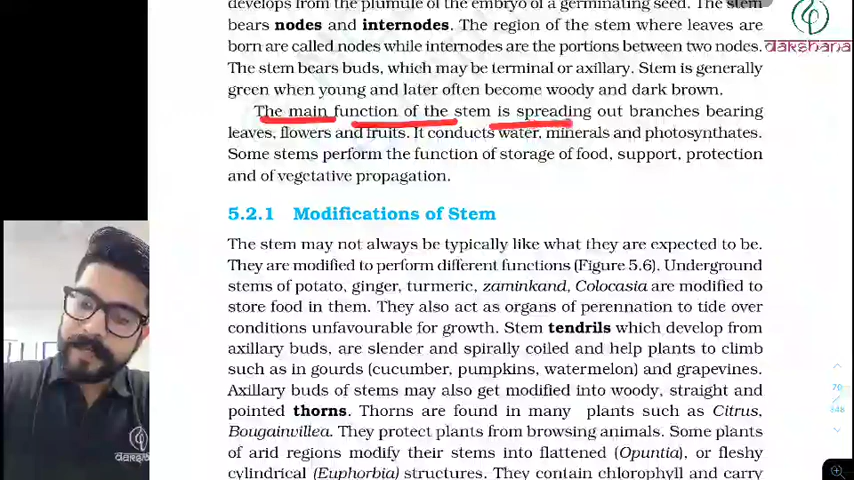 develops from the plumule of the embryo of a germinating seed. The stem
bears nodes and internodes. The region of the stem where leaves are
born are called nodes while internodes are the portions between two nodes.
The stem bears buds, which may be terminal or axillary. Stem is generally
green when young and later often become woody and dark brown.
The main function of the stem is spreading out branches bearing
leaves, flowers and fruits. It conducts water, minerals and photosynthates.
Some stems perform the function of storage of food, support, protection
and of vegetative propagation.
5.2.1 Modifications of Stem
The stem may not always be typically like what they are expected to be.
They are modified to perform different functions (Figure 5.6). Underground
stems of potato, ginger, turmeric, zaminkand, Colocasia are modified to
store food in them. They also act as organs of perennation to tide over
conditions unfavourable for growth. Stem tendrils which develop from
axillary buds, are slender and spirally coiled and help plants to climb
such as in gourds (cucumber, pumpkins, watermelon) and grapevines.
Axillary buds of stems may also get modified into woody, straight and
pointed thorns. Thorns are found in many plants such as Citrus,
Bougainvillea. They protect plants from browsing animals. Some plants
of arid regions modify their stems into flattened (Opuntia), or fleshy
cylindrical (Euphorbia) structures. They contain chlorophyll and carry
dakshana
70
248